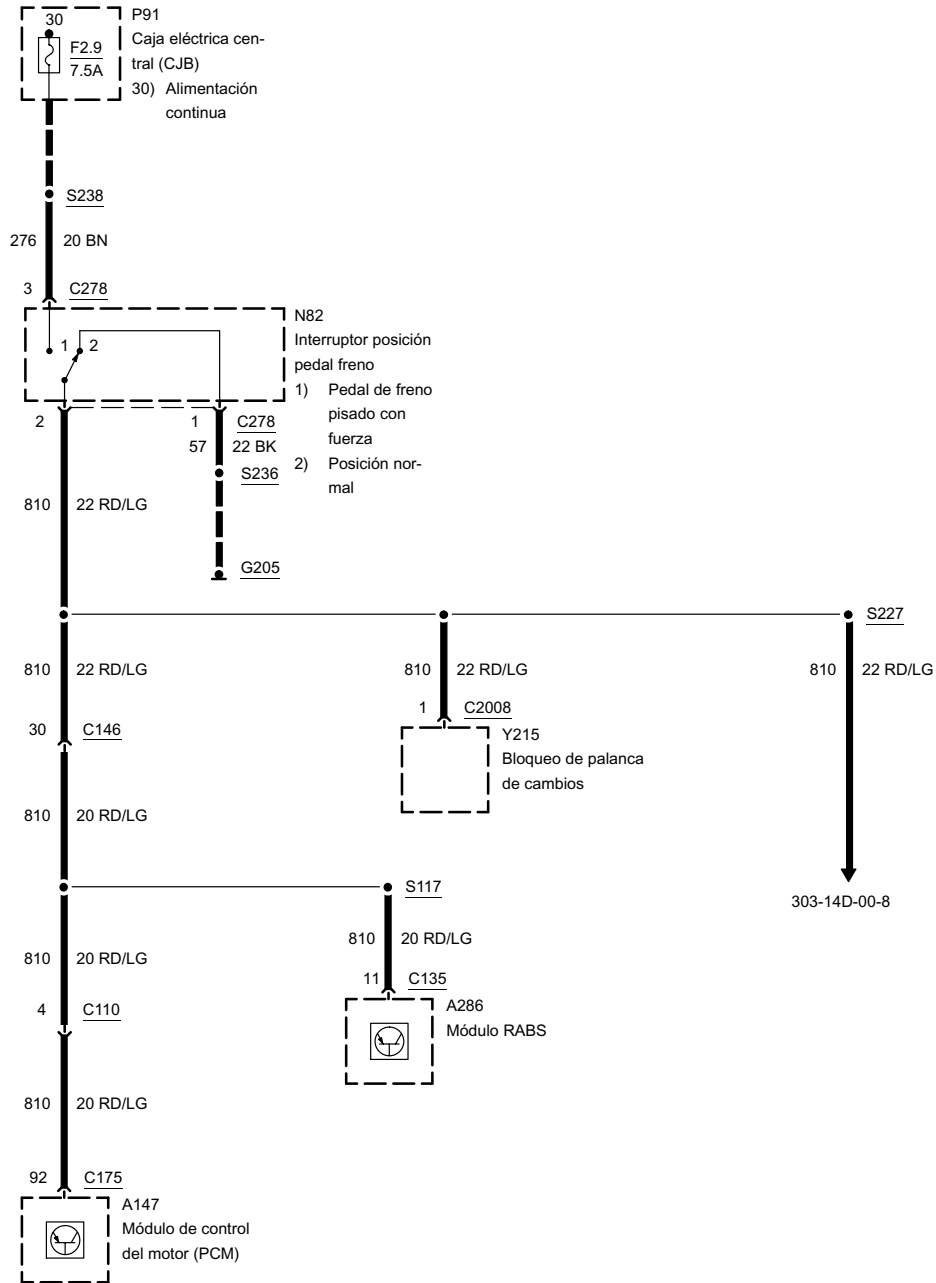 30
F2.9
7.5A
P91
Caja eléctrica cen-
tral (CJB)
30) Alimentación
continua
S238
276 20 BN
3 C278
1 2
N82
Interruptor posición
pedal freno
1) Pedal de freno
pisado con
fuerza
2) Posición nor-
mal
2 1 C278
57 22 BK
S236
810 22 RD/LG
G205
S227
810 22 RD/LG 810 22 RD/LG 810 22 RD/LG
1 C2008
30 C146
Y215
Bloqueo de palanca
de cambios
810 20 RD/LG
S117
303-14D-00-8
810 20 RD/LG
810 20 RD/LG
11 C135
4 C110
A286
Módulo RABS
810 20 RD/LG
92 C175
A147
Módulo de control
del motor (PCM)